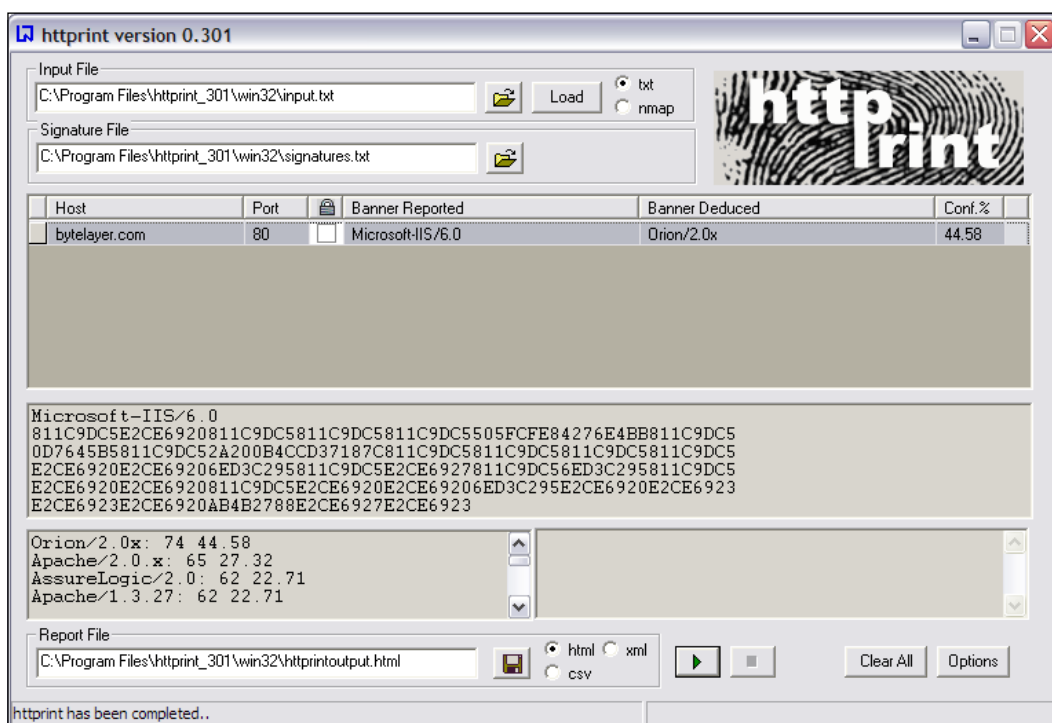 httprint version 0.301
Input File
C:\Program Files\httprint_301\win32\input.txt
Load
txt
nmap
http
print
Signature File
C:\Program Files\httprint_301\win32\signatures.txt
Host Port Banner Reported Banner Deduced Conf.%
bytelayer.com 80 Microsoft-IIS/6.0 Orion/2.0x 44.58
Microsoft-IIS/6.0
811C9DC5E2CE6920811C9DC5811C9DC5811C9DC5505FCFE84276E4BB811C9DC5
0D7645B5811C9DC52A200B4CCD37187C811C9DC5811C9DC5811C9DC5811C9DC5
E2CE6920E2CE69206ED3C295811C9DC5E2CE6927811C9DC56ED3C295811C9DC5
E2CE6920E2CE6920811C9DC5E2CE6920E2CE69206ED3C295E2CE6920E2CE6923
E2CE6923E2CE6920AB4B2788E2CE6927E2CE6923
Orion/2.0x: 74 44.58
Apache/2.0.x: 65 27.32
AssureLogic/2.0: 62 22.71
Apache/1.3.27: 62 22.71
Report File
C:\Program Files\httprint_301\win32\httprintoutput.html
html xml
csv
Clear All
Options
httprint has been completed..